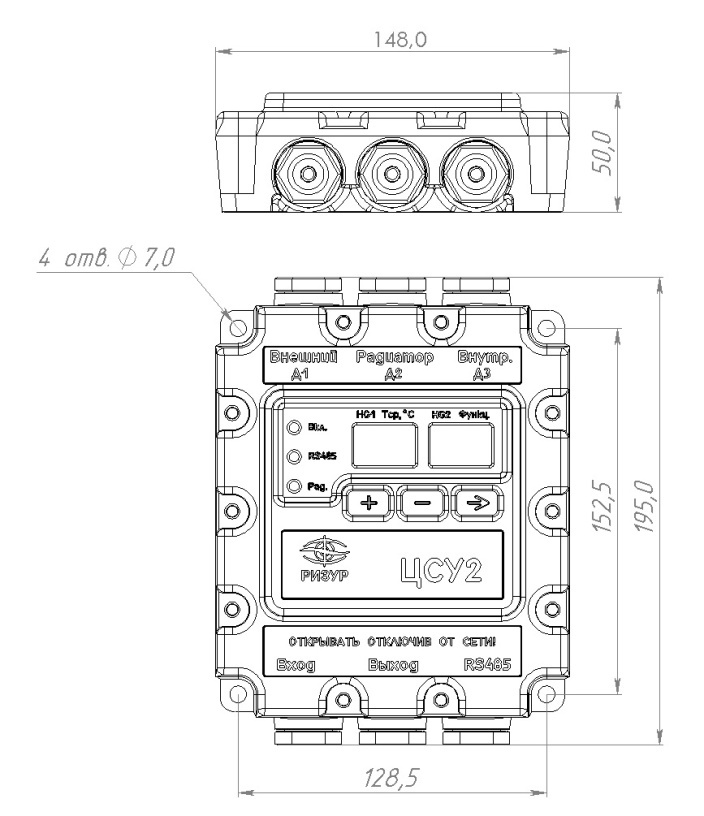 148,0
50,0
4 отв. ∅ 7,0
Внешний Радиатор Внутр.
Д1 Д2 Д3
HG1 Тср,°C HG2 Функц.
Вкл.
RS485
Рад.
+ − →
152,5
195,0
РИЗУР ЦСУ2
ОТКРЫВАТЬ ОТКЛЮЧИВ ОТ СЕТИ!
Вход Выход RS485
128,5